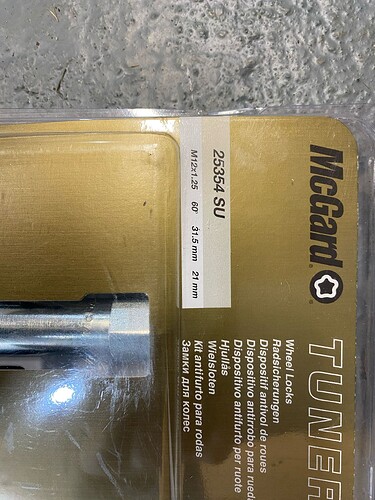 McGard®
TUNER
25354 SU
M12x1.25 60° 31.5 mm 21 mm
Wheel Locks
Radsicherungen
Dispositif antivol de roues
Dispositivo antirrobo para rued
Dispositivo antifurto per ruote
Hjullås
Wielsloten
Kit antifurto para rodas
Замки для колес